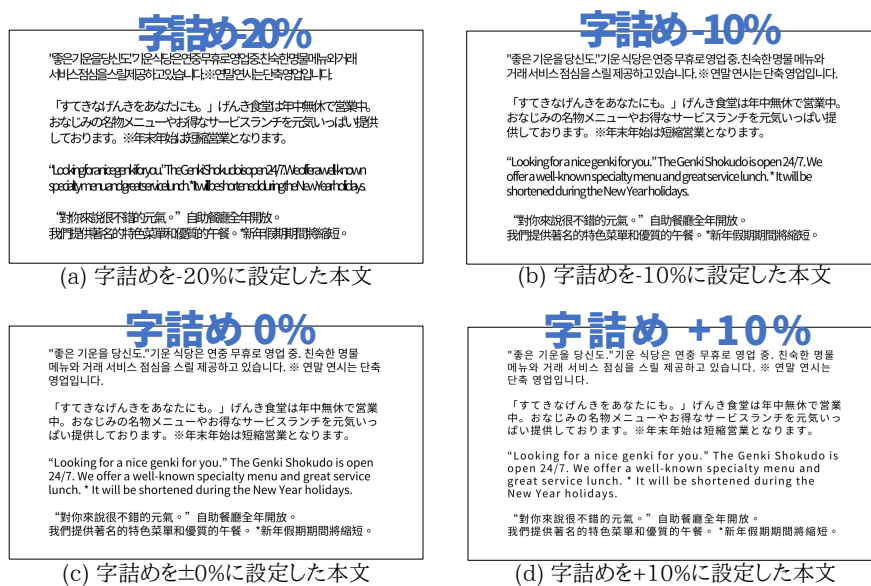 字詰め-20%
"좋은기운을당신도"기운식당은연중무휴로영업중.친숙한명물메뉴와거래
서비스점심을스릴제공하고있습니다.※연말연시는단축영업입니다.
「すてきなげんきをあなたにも。」げんき食堂は年中無休で営業中。
おなじみの名物メニューやお得なサービスランチを元気いっぱい提供
しております。※年末年始は短縮営業となります。
“Looking for a nice genki for you.” The Genki Shokudo is open 24/7. We offer a well-known
specialty menu and great service lunch. * It will be shortened during the New Year holidays.
“對你來說很不錯的元氣。”自助餐廳全年開放。
我們提供著名的特色菜單和優質的午餐。*新年假期期間將縮短。
(a) 字詰めを-20%に設定した本文
字詰め-10%
"좋은 기운을 당신도."기운 식당은 연중 무휴로 영업 중. 친숙한 명물 메뉴와
거래 서비스 점심을 스릴 제공하고 있습니다. ※ 연말 연시는 단축 영업입니다.
「すてきなげんきをあなたにも。」げんき食堂は年中無休で営業中。
おなじみの名物メニューやお得なサービスランチを元気いっぱい提
供しております。※年末年始は短縮営業となります。
“Looking for a nice genki for you.” The Genki Shokudo is open 24/7. We
offer a well-known specialty menu and great service lunch. * It will be
shortened during the New Year holidays.
“對你來說很不錯的元氣。”自助餐廳全年開放。
我們提供著名的特色菜單和優質的午餐。*新年假期期間將縮短。
(b) 字詰めを-10%に設定した本文
字詰め 0%
"좋은 기운을 당신도."기운 식당은 연중 무휴로 영업 중. 친숙한 명물
메뉴와 거래 서비스 점심을 스릴 제공하고 있습니다. ※ 연말 연시는 단축
영업입니다.
「すてきなげんきをあなたにも。」げんき食堂は年中無休で営業
中。おなじみの名物メニューやお得なサービスランチを元気いっ
ぱい提供しております。※年末年始は短縮営業となります。
“Looking for a nice genki for you.” The Genki Shokudo is open
24/7. We offer a well-known specialty menu and great service
lunch. * It will be shortened during the New Year holidays.
“對你來說很不錯的元氣。”自助餐廳全年開放。
我們提供著名的特色菜單和優質的午餐。*新年假期期間將縮短。
(c) 字詰めを±0%に設定した本文
字詰め +10%
"좋은 기운을 당신도."기운 식당은 연중 무휴로 영업 중. 친숙한 명물
메뉴와 거래 서비스 점심을 스릴 제공하고 있습니다. ※ 연말 연시는
단축 영업입니다.
「すてきなげんきをあなたにも。」げんき食堂は年中無休で営業
中。おなじみの名物メニューやお得なサービスランチを元気いっ
ぱい提供しております。※年末年始は短縮営業となります。
“Looking for a nice genki for you.” The Genki Shokudo is
open 24/7. We offer a well-known specialty menu and
great service lunch. * It will be shortened during the
New Year holidays.
“對你來說很不錯的元氣。”自助餐廳全年開放。
我們提供著名的特色菜單和優質的午餐。*新年假期期間將縮短。
(d) 字詰めを+10%に設定した本文